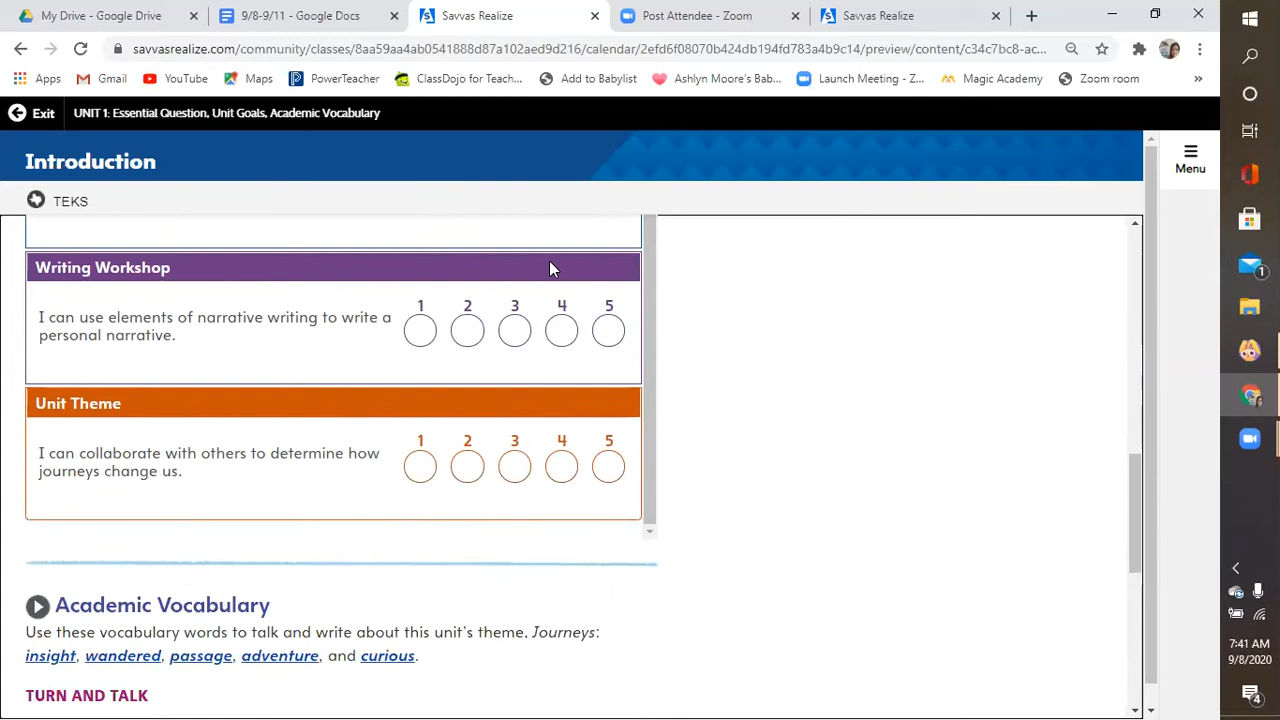 My Drive - Google Drive
9/8-9/11 - Google Docs
Savvas Realize
Post Attendee - Zoom
Savvas Realize
savvasrealize.com/community/classes/8aa59aa4ab0541888d87a102aed9d216/calendar/2efd6f08070b424db194fd783a4b9c14/preview/content/c34c7bc8-ac...
Apps
Gmail
YouTube
Maps
PowerTeacher
ClassDojo for Teach...
Add to Babylist
Ashlyn Moore's Bab...
Launch Meeting - Z...
Magic Academy
Zoom room
Exit
UNIT 1: Essential Question, Unit Goals, Academic Vocabulary
Introduction
Menu
TEKS
Writing Workshop
I can use elements of narrative writing to write a
personal narrative.
1 2 3 4 5
Unit Theme
I can collaborate with others to determine how
journeys change us.
1 2 3 4 5
Academic Vocabulary
Use these vocabulary words to talk and write about this unit's theme. Journeys:
insight, wandered, passage, adventure, and curious.
TURN AND TALK
1
7:41 AM
9/8/2020
4